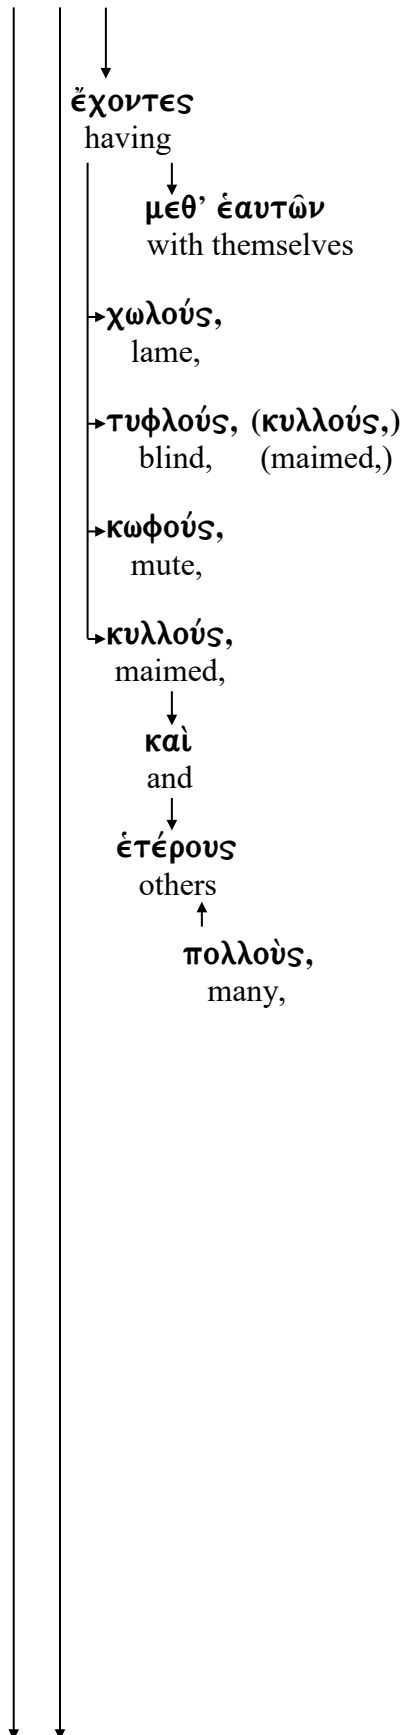 ἔχοντες
having
μεθ’ ἑαυτῶν
with themselves
χωλούς,
lame,
τυφλούς, (κυλλούς,)
blind, (maimed,)
κωφούς,
mute,
κυλλούς,
maimed,
καὶ
and
ἑτέρους
others
πολλοὺς,
many,